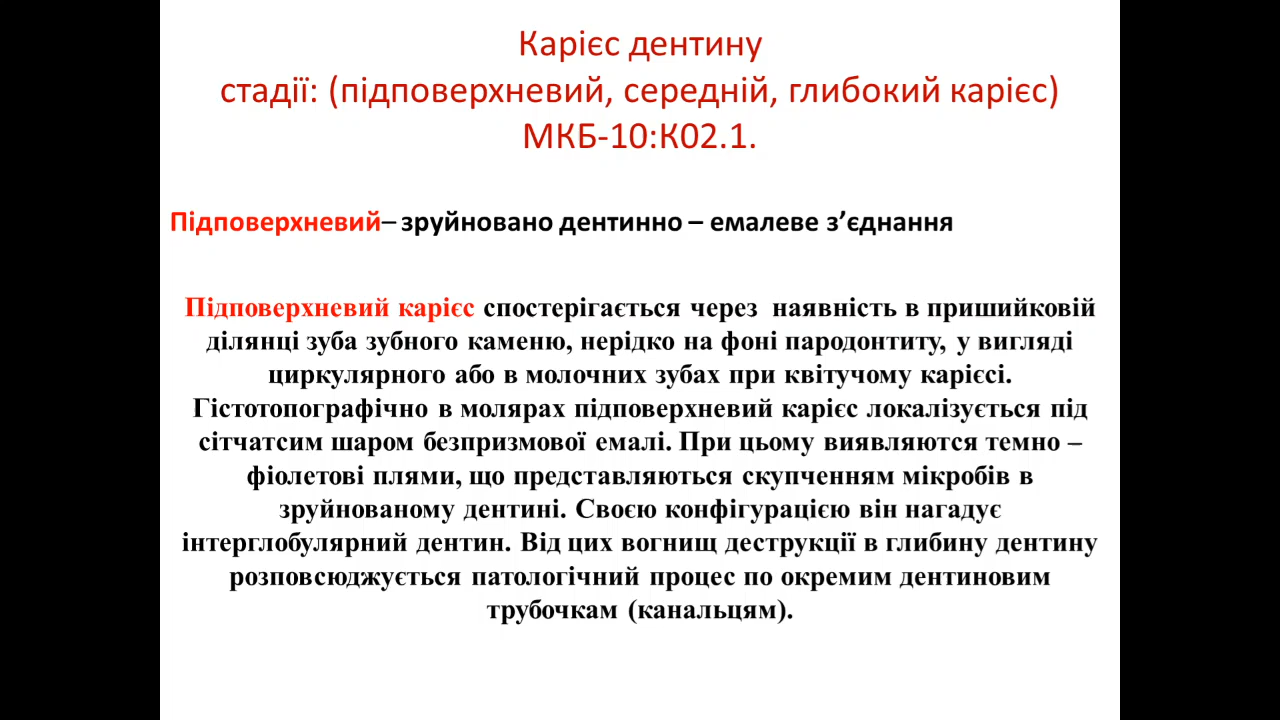 Карієс дентину
стадії: (підповерхневий, середній, глибокий карієс)
МКБ-10:К02.1.
Підповерхневий– зруйновано дентинно – емалеве з’єднання
Підповерхневий карієс спостерігається через наявність в пришийковій
ділянці зуба зубного каменю, нерідко на фоні пародонтиту, у вигляді
циркулярного або в молочних зубах при квітучому карієсі.
Гістотопографічно в молярах підповерхневий карієс локалізується під
сітчатсим шаром безпризмової емалі. При цьому виявляются темно –
фіолетові плями, що представляються скупченням мікробів в
зруйнованому дентині. Своєю конфігурацією він нагадує
інтерглобулярний дентин. Від цих вогнищ деструкції в глибину дентину
розповсюджується патологічний процес по окремим дентиновим
трубочкам (канальцям).